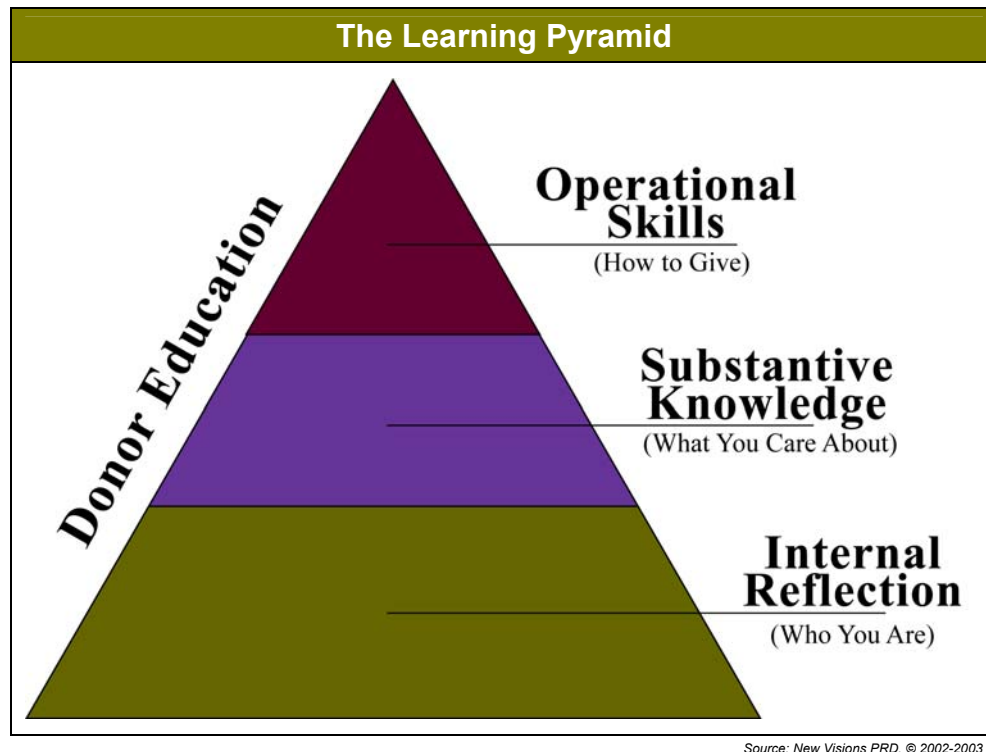 The Learning Pyramid
Donor Education
Operational
Skills
(How to Give)
Substantive
Knowledge
(What You Care About)
Internal
Reflection
(Who You Are)
Source: New Visions PRD, © 2002-2003